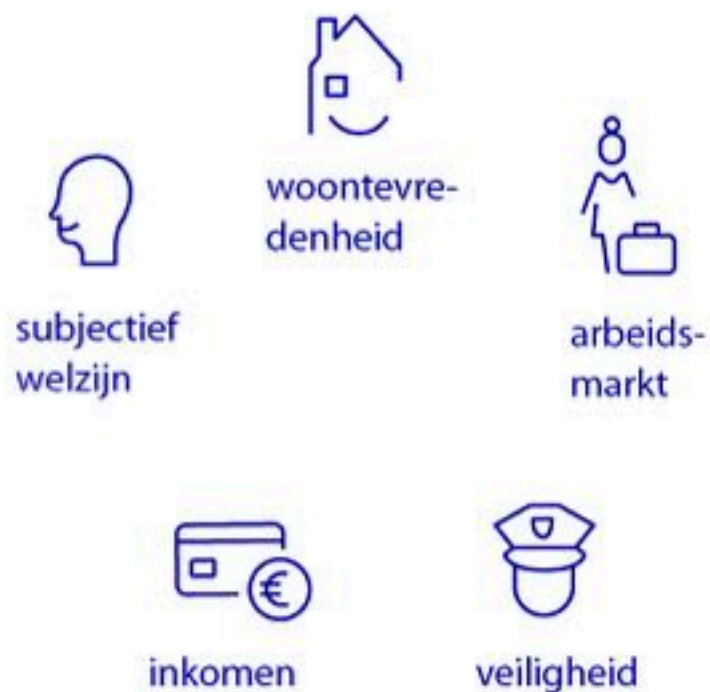 woontevre-
denheid
subjectief
welzijn
arbeids-
markt
inkomen
veiligheid